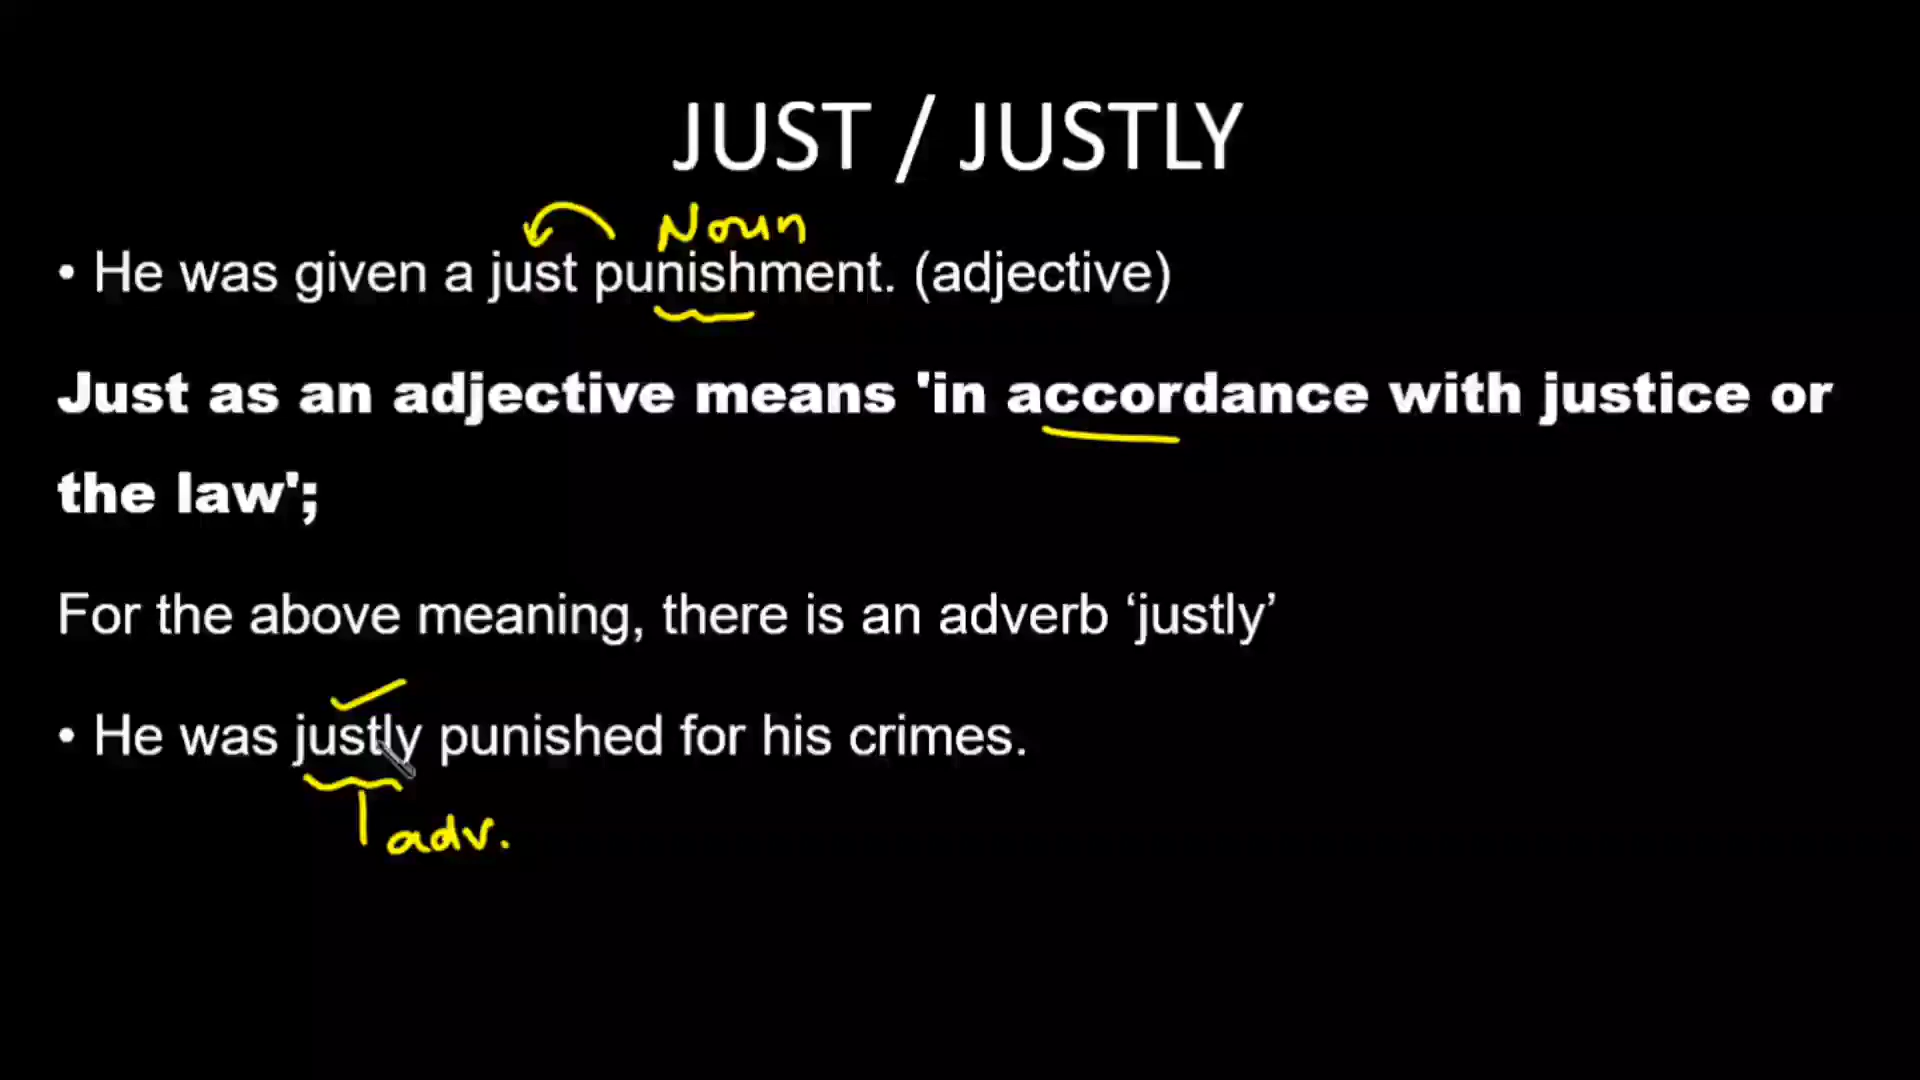 JUST / JUSTLY
Noun
• He was given a just punishment. (adjective)
Just as an adjective means 'in accordance with justice or
the law';
For the above meaning, there is an adverb ‘justly’
• He was justly punished for his crimes.
adv.